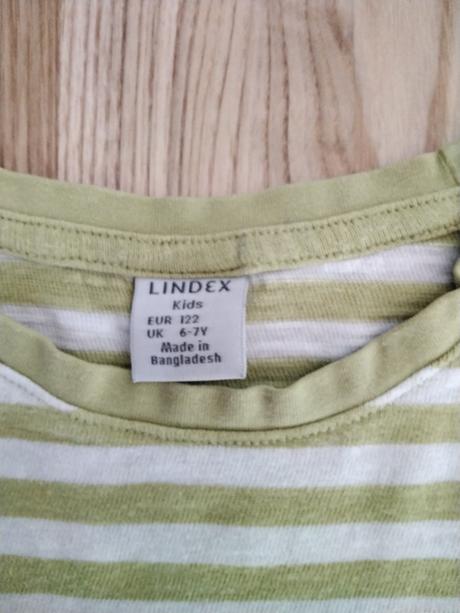 LINDEX
Kids
EUR 122
UK 6-7Y
Made in
Bangladesh